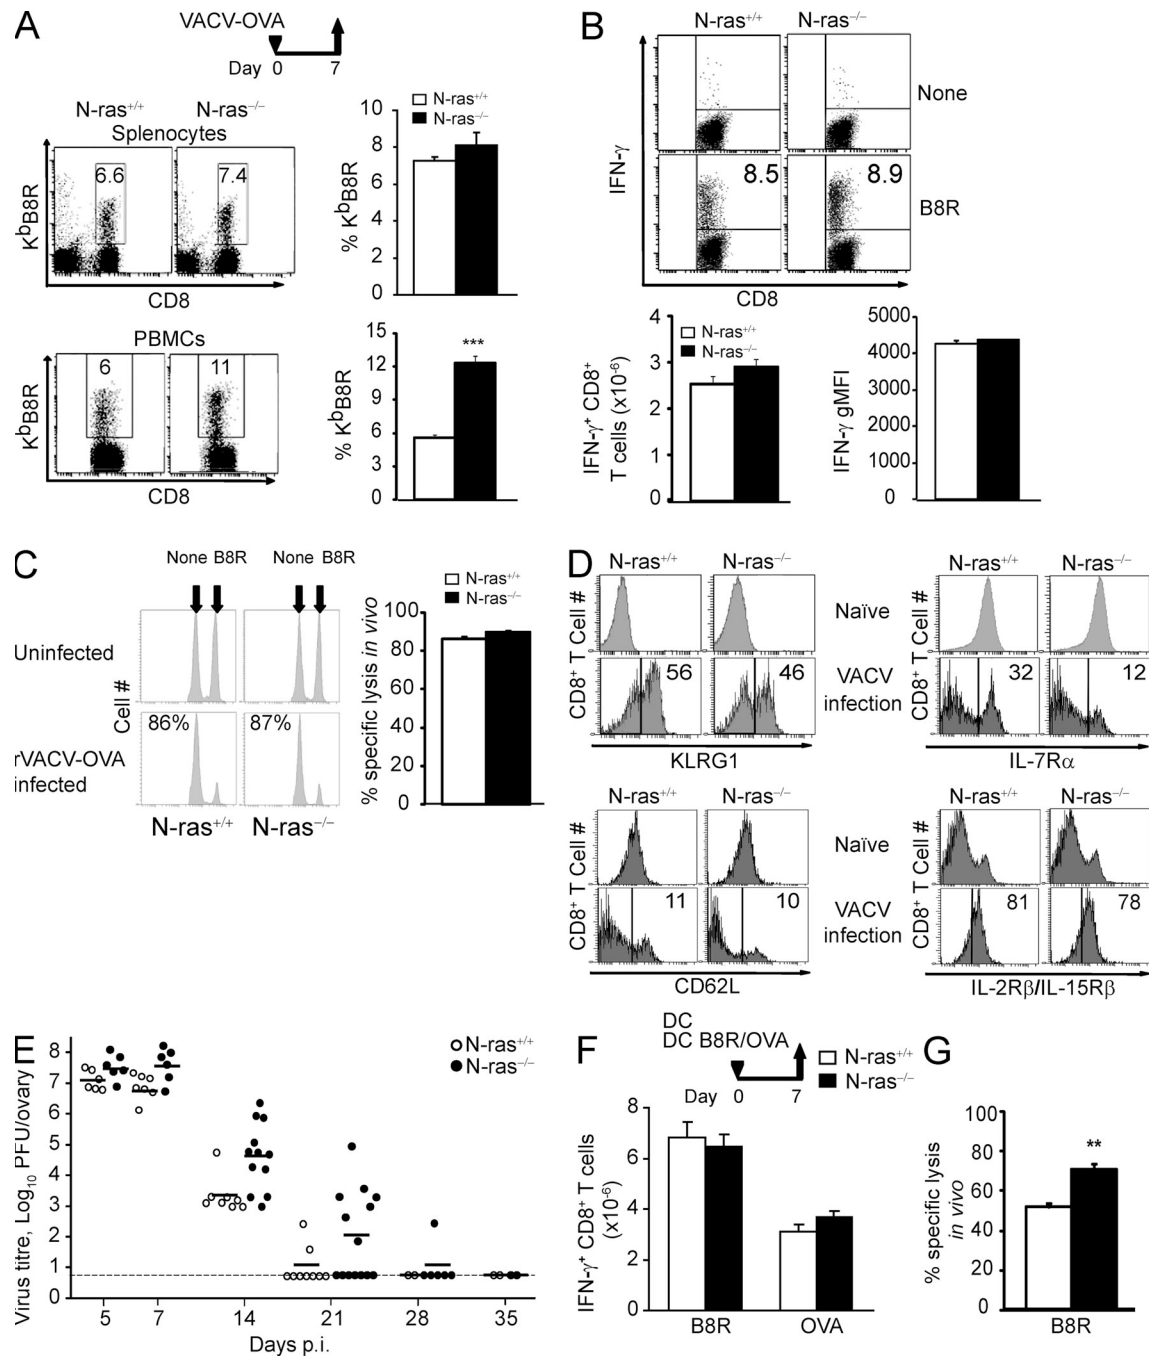 A
VACV-OVA
Day 0 7
N-ras+/+ N-ras−/−
Splenocytes
6.6 7.4
KbB8R
CD8
10
8
6
4
2
0
% KbB8R
N-ras+/+
N-ras−/−
PBMCs
6 11
KbB8R
CD8
15
12
9
6
3
0
% KbB8R
***
B
N-ras+/+ N-ras−/−
None
8.5 8.9
B8R
IFN-γ
CD8
4
3
2
1
0
IFN-γ+ CD8+
T cells (x10-6)
N-ras+/+
N-ras−/−
5000
4000
3000
2000
1000
0
IFN-γ gMFI
C
None B8R None B8R
Uninfected
Cell #
86% 87%
rVACV-OVA
infected
N-ras+/+ N-ras−/−
100
80
60
40
20
0
% specific lysis in vivo
N-ras+/+
N-ras−/−
D
N-ras+/+ N-ras−/− N-ras+/+ N-ras−/−
Naïve
CD8+ T Cell # CD8+ T Cell #
56 46 VACV 32 12
infection
KLRG1 IL-7Rα
N-ras+/+ N-ras−/− N-ras+/+ N-ras−/−
Naïve
CD8+ T Cell # CD8+ T Cell #
11 10 VACV 81 78
infection
CD62L IL-2Rβ/IL-15Rβ
E
N-ras+/+
N-ras−/−
8
7
6
5
4
3
2
1
0
Virus titre, Log10 PFU/ovary
5 7 14 21 28 35
Days p.i.
F
DC
DC B8R/OVA
Day 0 7
N-ras+/+
N-ras−/−
8
6
4
2
0
IFN-γ+ CD8+ T cells
(x10-6)
B8R OVA
G
100
80
60
40
20
0
% specific lysis
in vivo
**
B8R